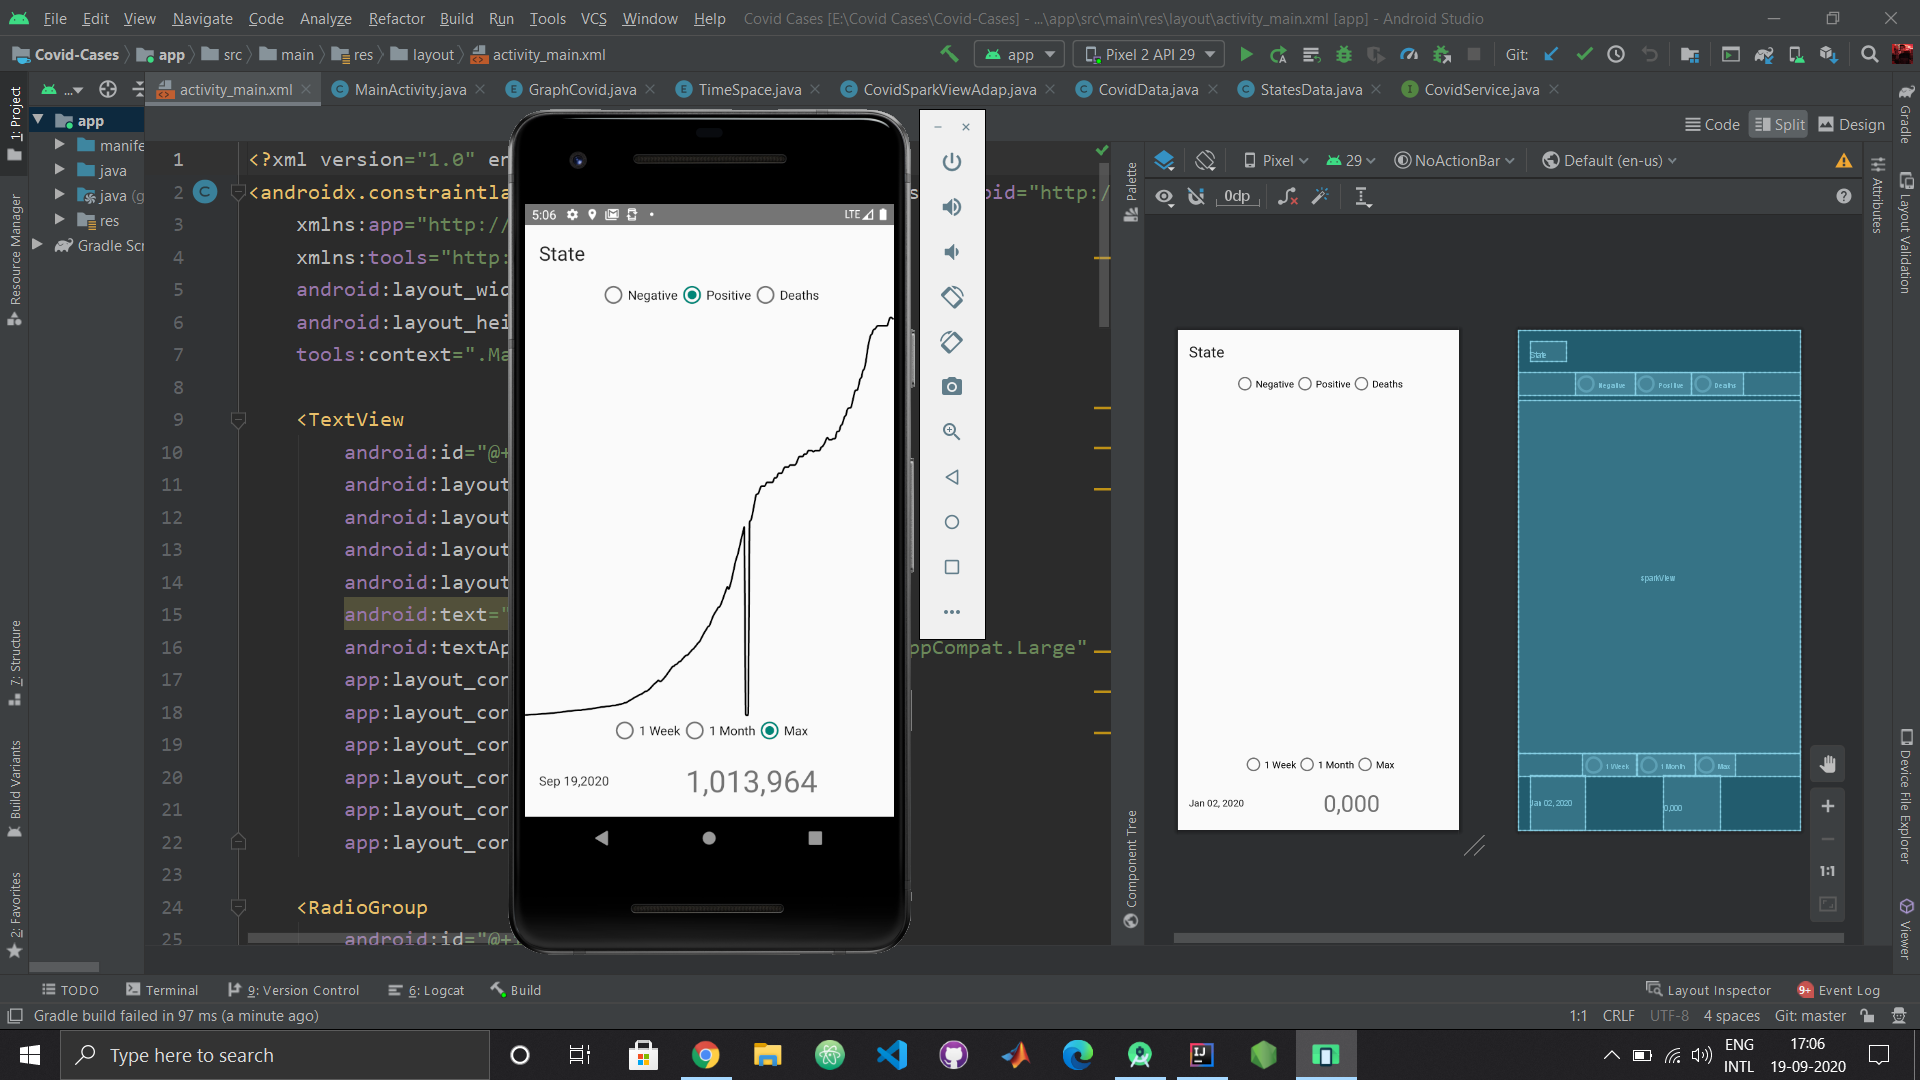 File Edit View Navigate Code Analyze Refactor Build Run Tools VCS Window Help Covid Cases [E:\Covid Cases\Covid-Cases] - ...\app\src\main\res\layout\activity_main.xml [app] - Android Studio
Covid-Cases app src main res layout activity_main.xml app Pixel 2 API 29 Git:
... activity_main.xml MainActivity.java GraphCovid.java TimeSpace.java CovidSparkViewAdap.java CovidData.java StatesData.java CovidService.java
Code Split Design
1: Project
Resource Manager
7: Structure
Build Variants
2: Favorites
app
manife
java
java (g
res
Gradle Scr
1 <?xml version="1.0" en
2 <androidx.constraintla s oid="http:/
3 xmlns:app="http:/
4 xmlns:tools="http:
5 android:layout_wid
6 android:layout_hei
7 tools:context=".Ma
8
9 <TextView
10 android:id="@+
11 android:layout
12 android:layout
13 android:layout
14 android:layout
15 android:text="
16 android:textAp ppCompat.Large"
17 app:layout_con
18 app:layout_con
19 app:layout_con
20 app:layout_con
21 app:layout_con
22 app:layout_con
23
24 <RadioGroup
25 android:id="@+
5:06 LTE
State
Negative Positive Deaths
1 Week 1 Month Max
Sep 19,2020 1,013,964
Palette
Component Tree
Pixel 29 NoActionBar Default (en-us)
0dp
State
Negative Positive Deaths
1 Week 1 Month Max
Jan 02, 2020 0,000
State
Negative Positive Deaths
sparkView
1 Week 1 Month Max
Jan 02, 2020 0,000
1:1
Attributes
Gradle
Layout Validation
Device File Explorer
Viewer
TODO Terminal 9: Version Control 6: Logcat Build Layout Inspector 9+ Event Log
Gradle build failed in 97 ms (a minute ago) 1:1 CRLF UTF-8 4 spaces Git: master
Type here to search
ENG
INTL
17:06
19-09-2020